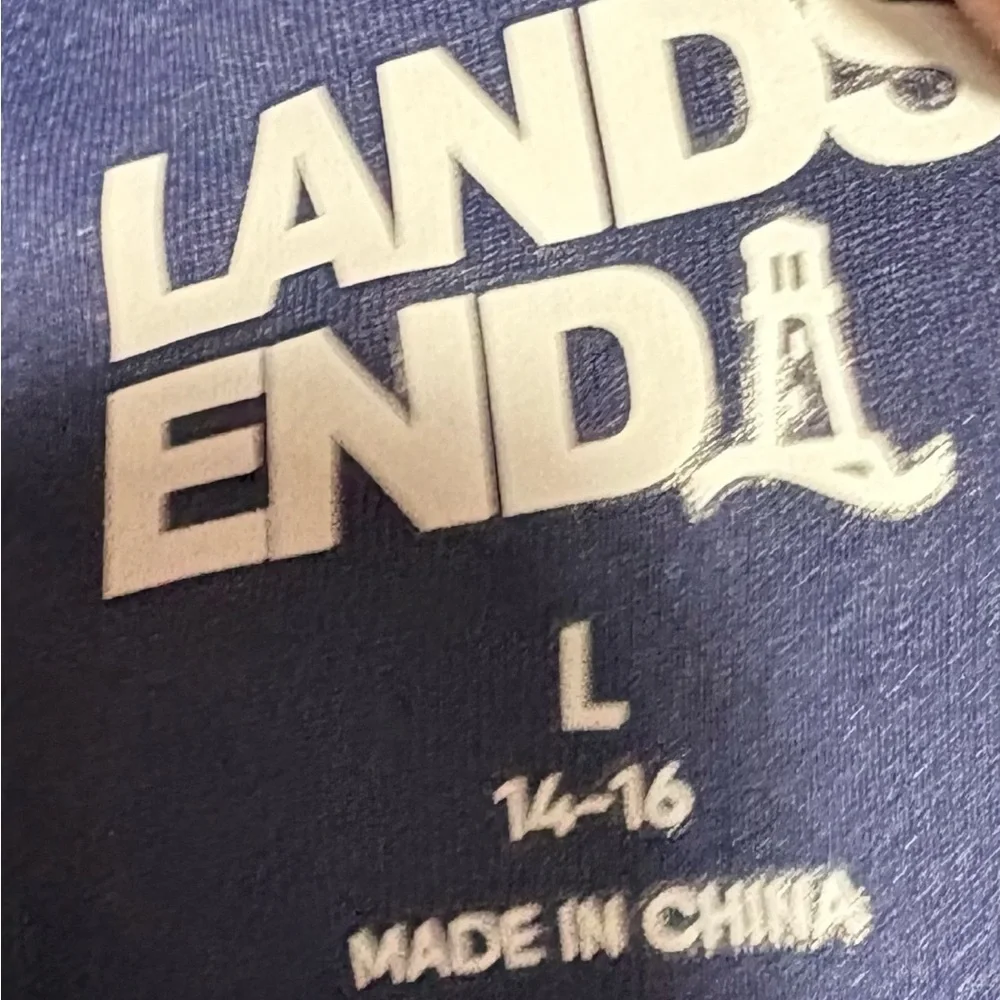 LANDS
END
L
14-16
MADE IN CHINA